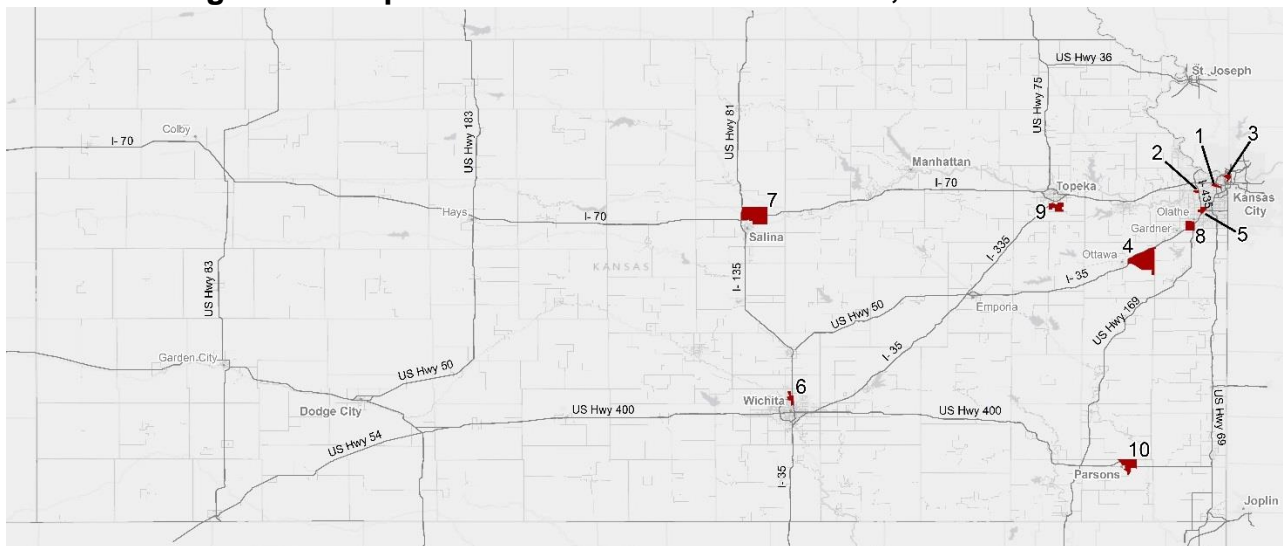 US Hwy 36
St. Joseph
US Hwy 75
US Hwy 81
US Hwy 183
Colby
I- 70
1
3
2
Manhattan
I- 70
Topeka
I- 435
Kansas
City
7
9
Hays
I- 70
Salina
Olathe
5
Gardner
8
4
Ottawa
I- 335
KANSAS
I- 135
US Hwy 83
I- 35
US Hwy 50
Emporia
US Hwy 169
Garden City
US Hwy 50
I- 35
6
Wichita
Dodge City
US Hwy 400
US Hwy 400
US Hwy 69
US Hwy 54
10
Parsons
I- 35
Joplin